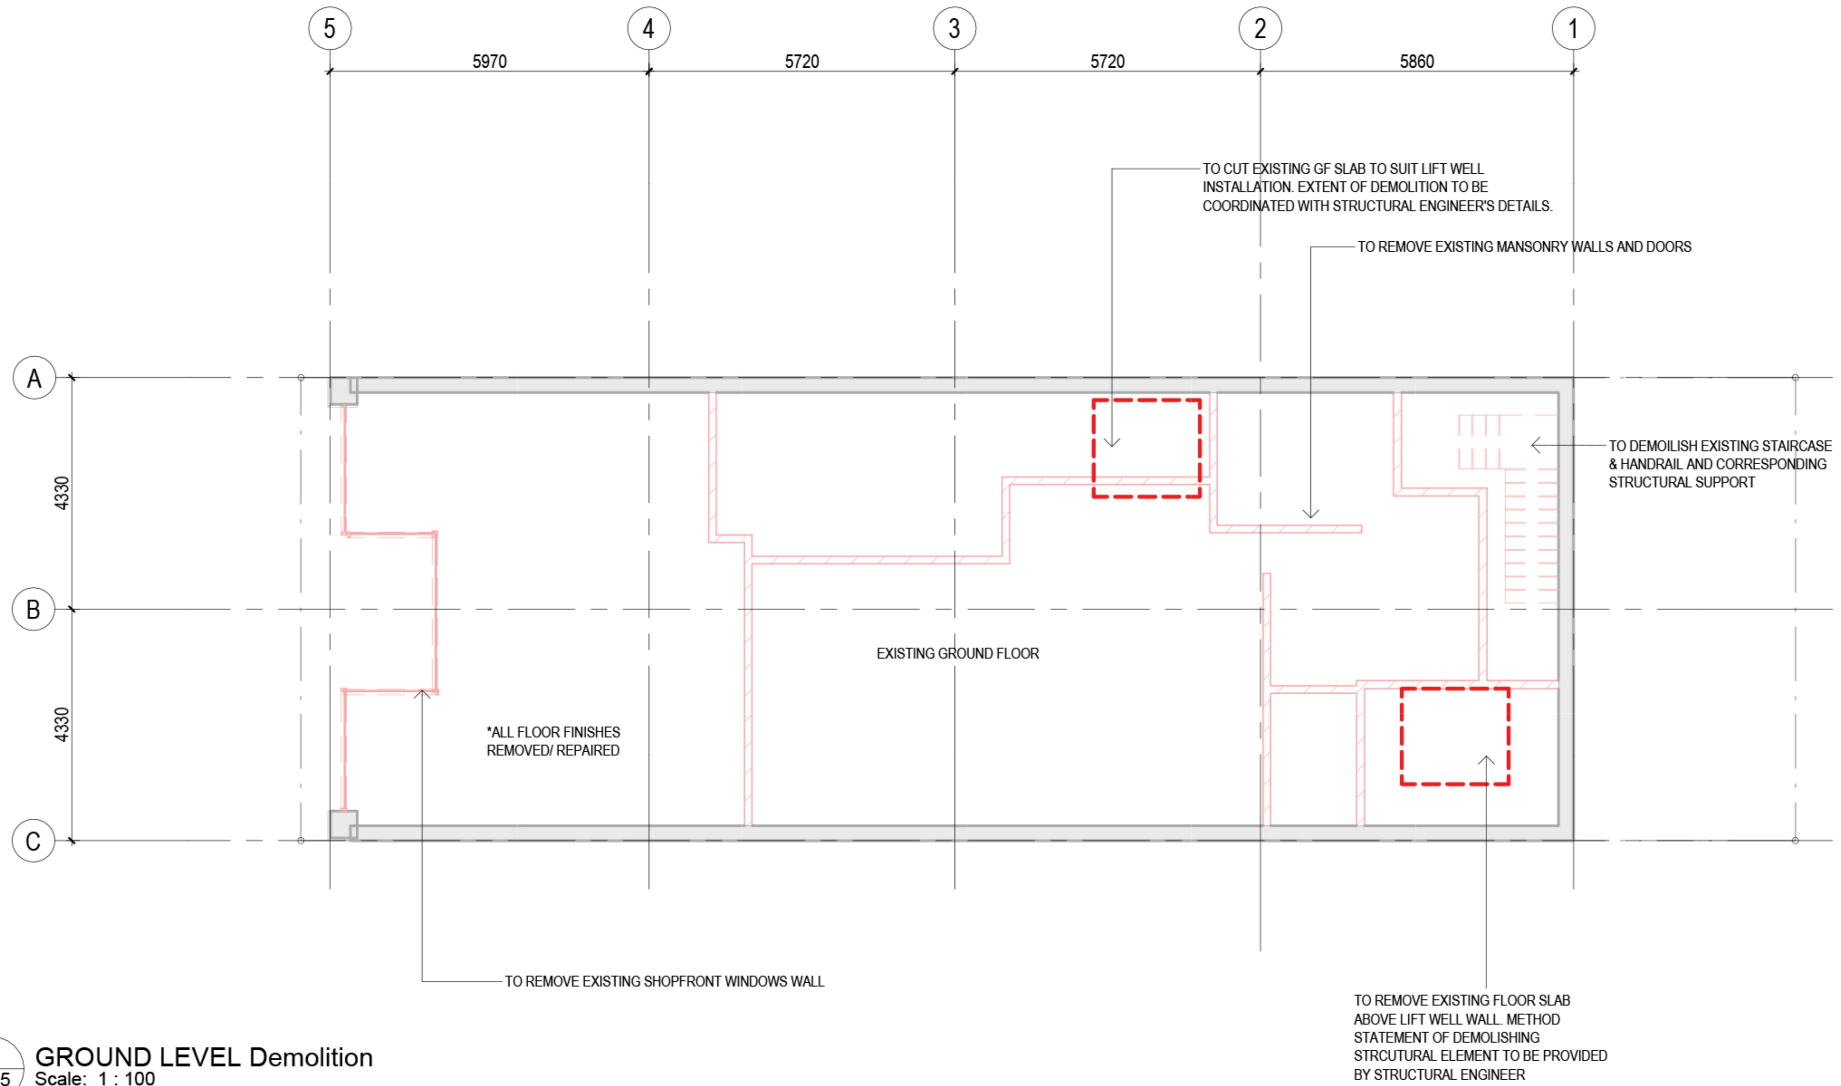 5
4
3
2
1
5970
5720
5720
5860
TO CUT EXISTING GF SLAB TO SUIT LIFT WELL
INSTALLATION. EXTENT OF DEMOLITION TO BE
COORDINATED WITH STRUCTURAL ENGINEER'S DETAILS.
TO REMOVE EXISTING MANSONRY WALLS AND DOORS
A
TO DEMOILISH EXISTING STAIRCASE
& HANDRAIL AND CORRESPONDING
STRUCTURAL SUPPORT
4330
B
EXISTING GROUND FLOOR
4330
*ALL FLOOR FINISHES
REMOVED/ REPAIRED
C
TO REMOVE EXISTING SHOPFRONT WINDOWS WALL
TO REMOVE EXISTING FLOOR SLAB
ABOVE LIFT WELL WALL. METHOD
STATEMENT OF DEMOLISHING
STRCUTURAL ELEMENT TO BE PROVIDED
BY STRUCTURAL ENGINEER
GROUND LEVEL Demolition
5
Scale: 1 : 100